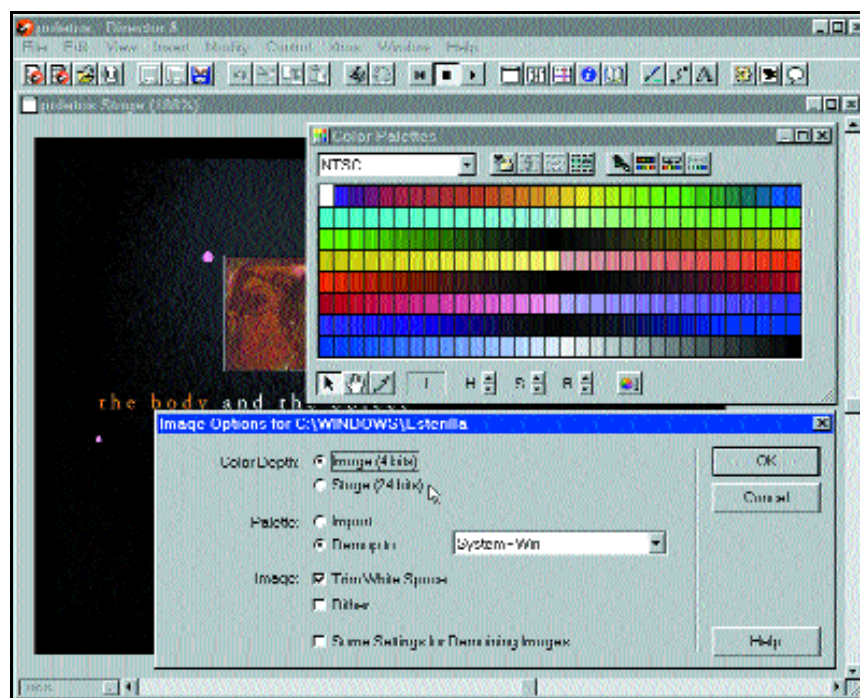 Director 8
File Edit View Insert Modify Control Xtras Window Help
Stage (100%)
Color Palettes
NTSC
H S B
the body and the object
Image Options for C:\WINDOWS\Esterilla
Color Depth: Image (4 bits)
Stage (24 bits)
Palette: Import
Remap to System - Win
Image: Trim White Space
Dither
Same Settings for Remaining Images
OK
Cancel
Help